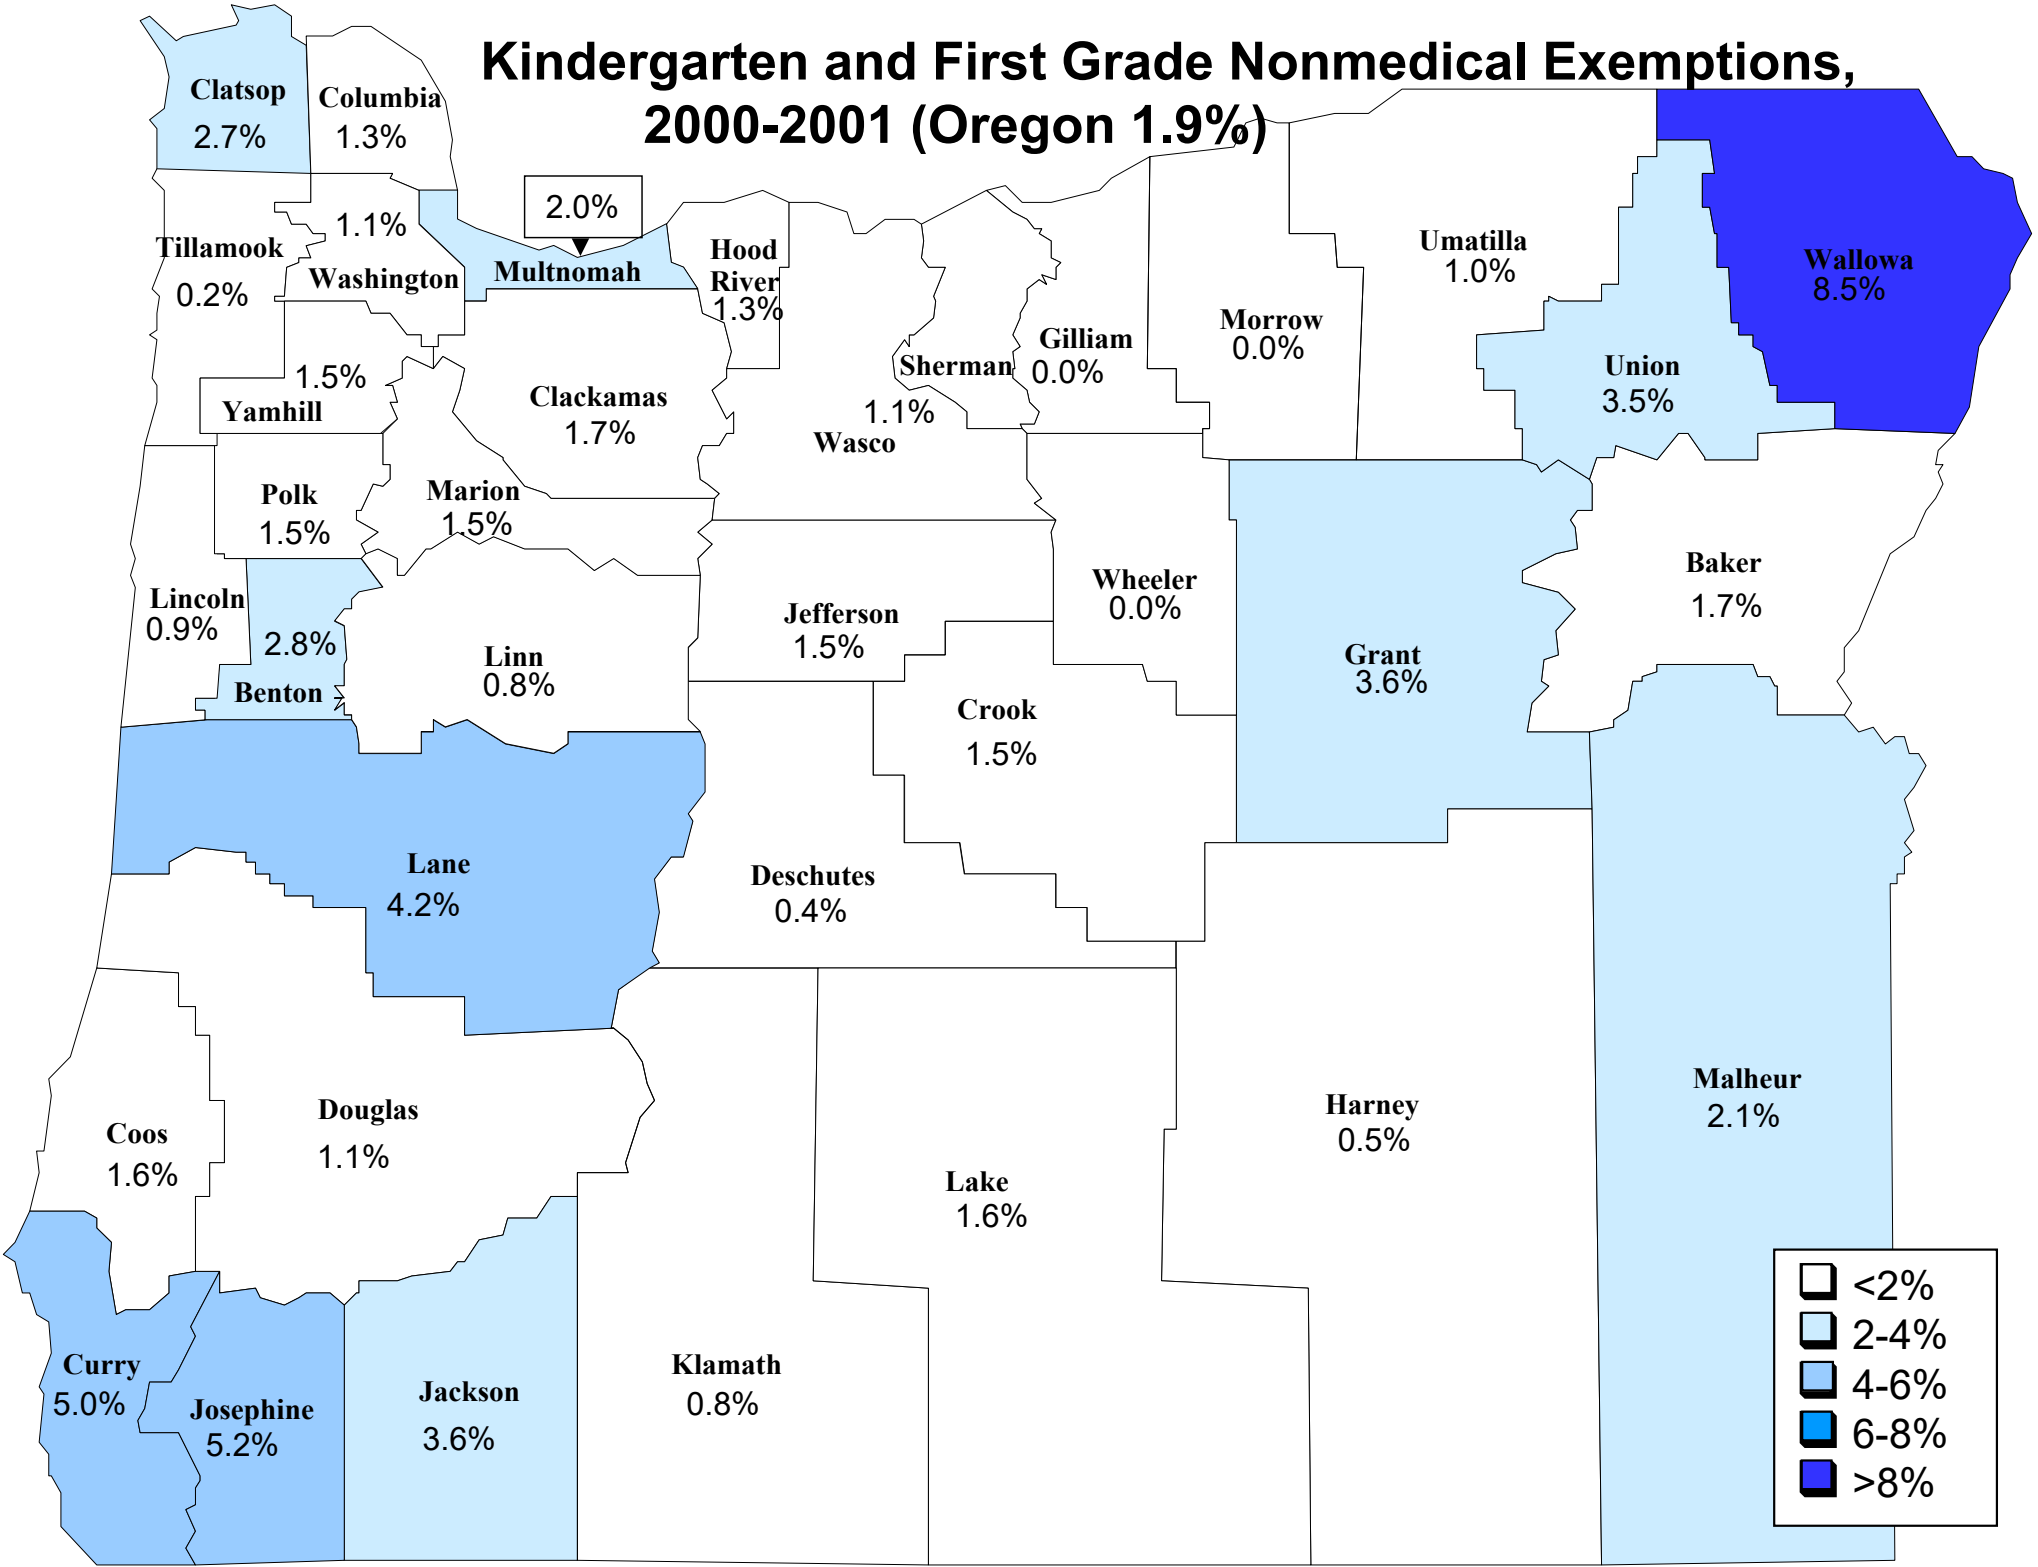 Kindergarten and First Grade Nonmedical Exemptions,
2000-2001 (Oregon 1.9%)
Clatsop
2.7%
Columbia
1.3%
Tillamook
0.2%
1.1%
Washington
2.0%
Multnomah
Hood
River
1.3%
1.5%
Yamhill
Clackamas
1.7%
Sherman
1.1%
Wasco
Gilliam
0.0%
Morrow
0.0%
Umatilla
1.0%
Union
3.5%
Wallowa
8.5%
Polk
1.5%
Marion
1.5%
Lincoln
0.9%
2.8%
Benton
Linn
0.8%
Jefferson
1.5%
Wheeler
0.0%
Crook
1.5%
Grant
3.6%
Baker
1.7%
Lane
4.2%
Deschutes
0.4%
Coos
1.6%
Douglas
1.1%
Lake
1.6%
Harney
0.5%
Malheur
2.1%
Curry
5.0%
Josephine
5.2%
Jackson
3.6%
Klamath
0.8%
<2%
2-4%
4-6%
6-8%
>8%